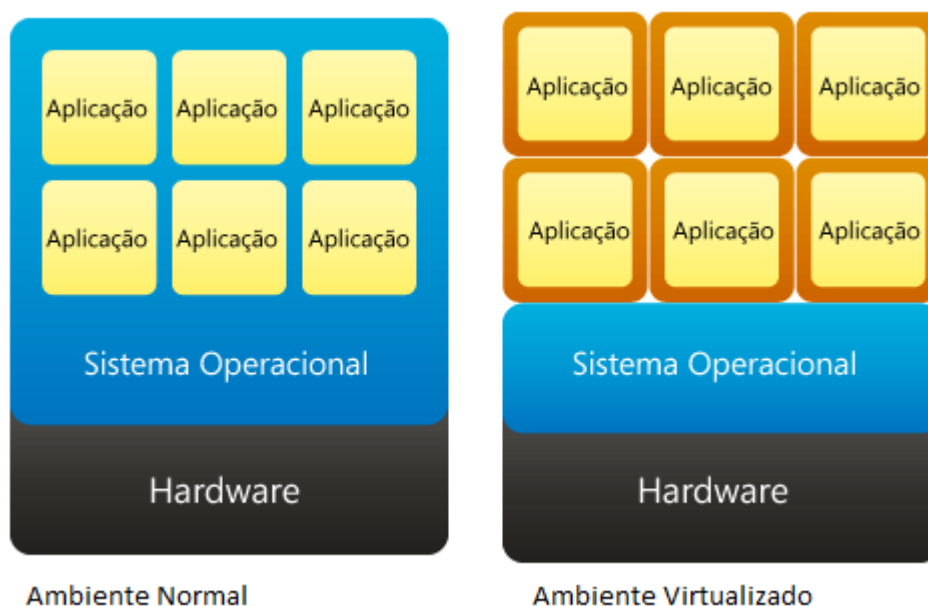 Aplicação Aplicação Aplicação
Aplicação Aplicação Aplicação
Sistema Operacional
Hardware
Ambiente Normal
Aplicação Aplicação Aplicação
Aplicação Aplicação Aplicação
Sistema Operacional
Hardware
Ambiente Virtualizado